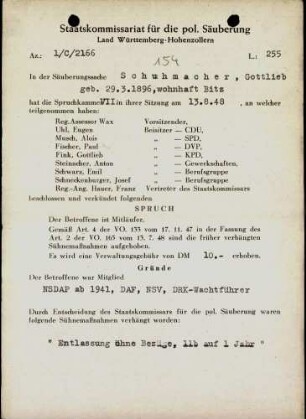 Staatskommissariat für die pol. Säuberung
Land Württemberg-Hohenzollern
Az.: 1/C/2166
154
L.: 255
In der Säuberungssache Schuhmacher, Gottlieb
geb. 29.3.1896, wohnhaft Bitz
hat die Spruchkammer VII in ihrer Sitzung am 13.8.48 , an welcher
teilgenommen haben:
Reg.Assessor Wax Vorsitzender,
Uhl, Eugen Beisitzer — CDU,
Musch, Alois „ — SPD,
Fischer, Paul „ — DVP,
Fink, Gottlieb „ — KPD,
Steinacher, Anton „ — Gewerkschaften,
Schwarz, Emil „ — Berufsgruppe
Schneckenburger, Josef „ — Berufsgruppe
Reg.-Ang. Hauer, Franz Vertreter des Staatskommissars
beschlossen und verkündet folgenden
SPRUCH
Der Betroffene ist Mitläufer.
Gemäß Art. 4 der VO. 133 vom 17. 11. 47 in der Fassung des
Art. 2 der VO. 165 vom 13. 7. 48 sind die früher verhängten
Sühnemaßnahmen aufgehoben.
Es wird eine Verwaltungsgebühr von DM 10.- erhoben.
Gründe
Der Betroffene war Mitglied
NSDAP ab 1941, DAF, NSV, DRK-Wachtführer
Durch Entscheidung des Staatskommissars für die pol. Säuberung waren
folgende Sühnemaßnahmen verhängt worden:
" Entlassung ohne Bezüge, 11b auf 1 Jahr "